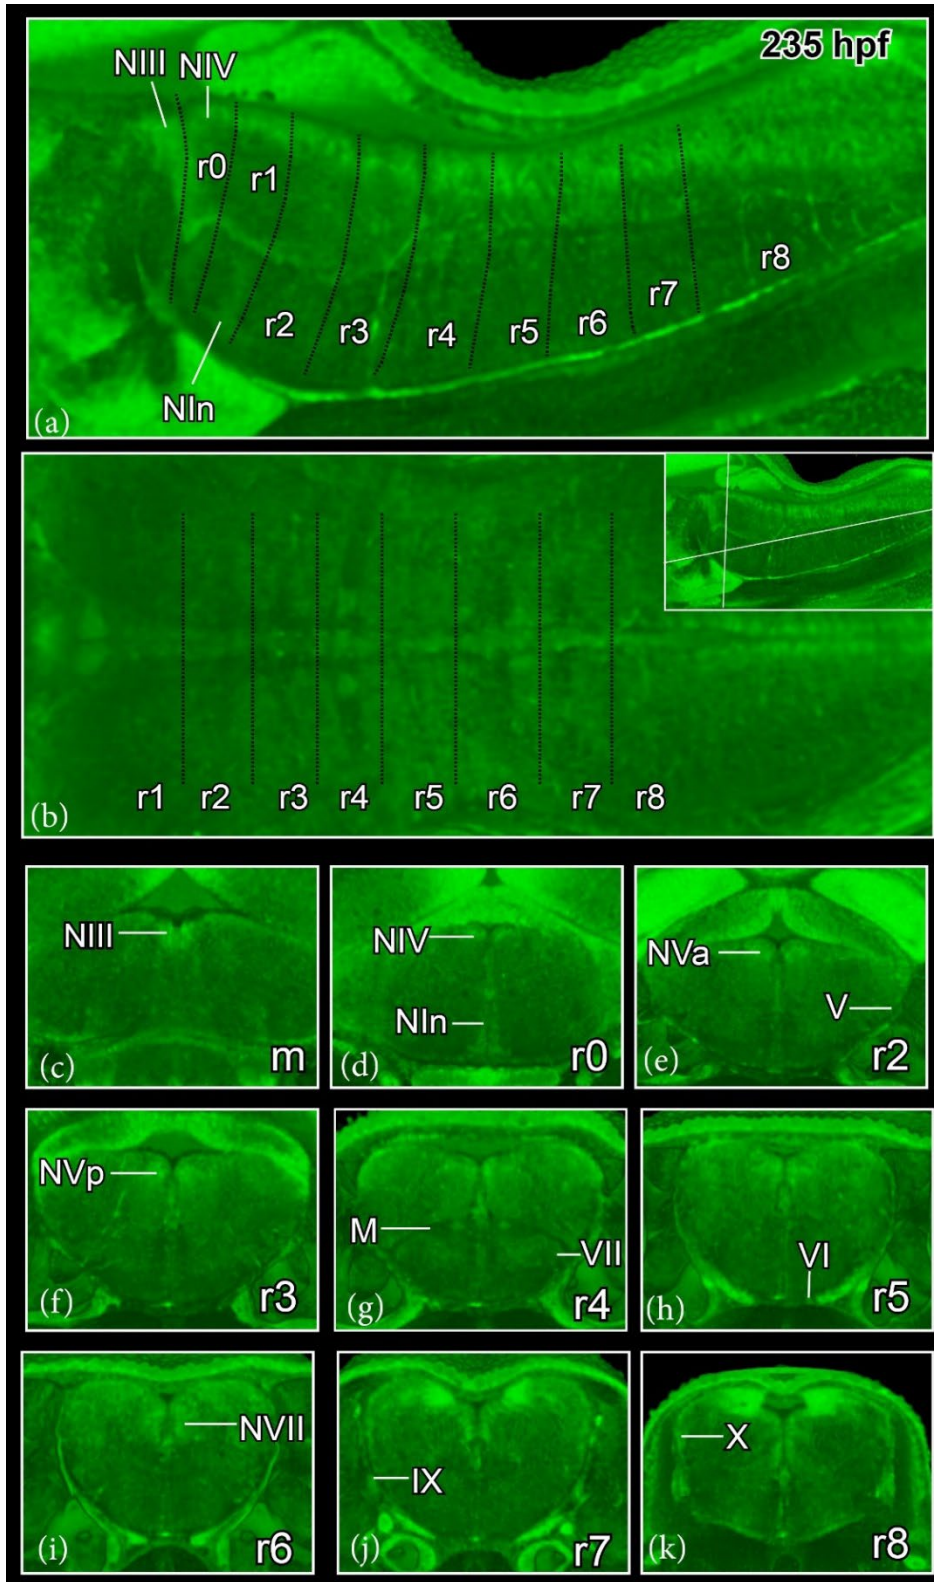 235 hpf
NIII NIV
r0
r1
r2
r3
r4
r5
r6
r7
r8
NIn
(a)
(b)
r1 r2 r3 r4 r5 r6 r7 r8
NIII
(c)
m
NIV
NIn
(d)
r0
NVa
V
(e)
r2
NVp
(f)
r3
M
VII
(g)
r4
VI
(h)
r5
NVII
(i)
r6
IX
(j)
r7
X
(k)
r8